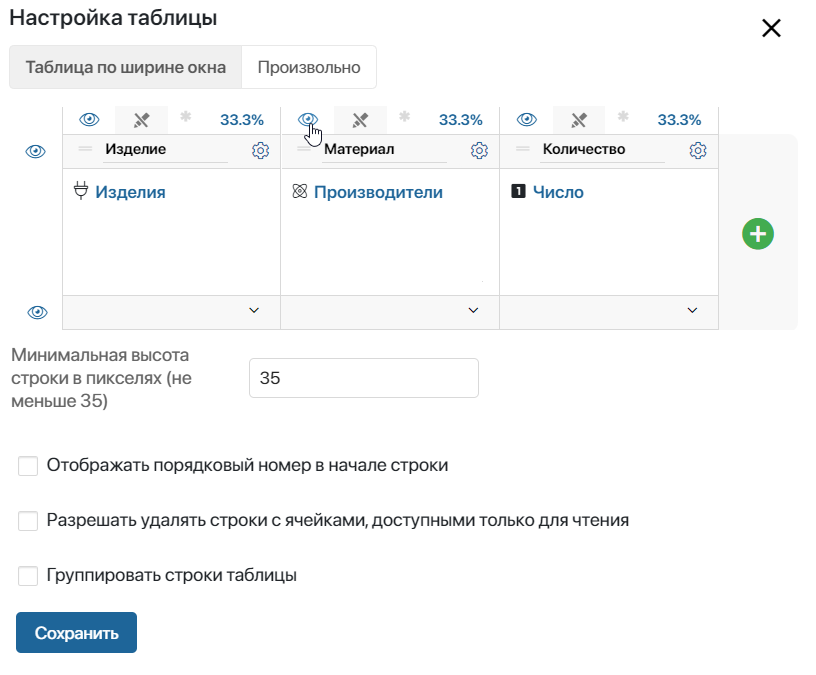 Настройка таблицы
Таблица по ширине окна Произвольно
33.3% 33.3% 33.3%
Изделие Материал Количество
Изделия Производители 1 Число
Минимальная высота
строки в пикселях (не
меньше 35)
35
Отображать порядковый номер в начале строки
Разрешать удалять строки с ячейками, доступными только для чтения
Группировать строки таблицы
Сохранить